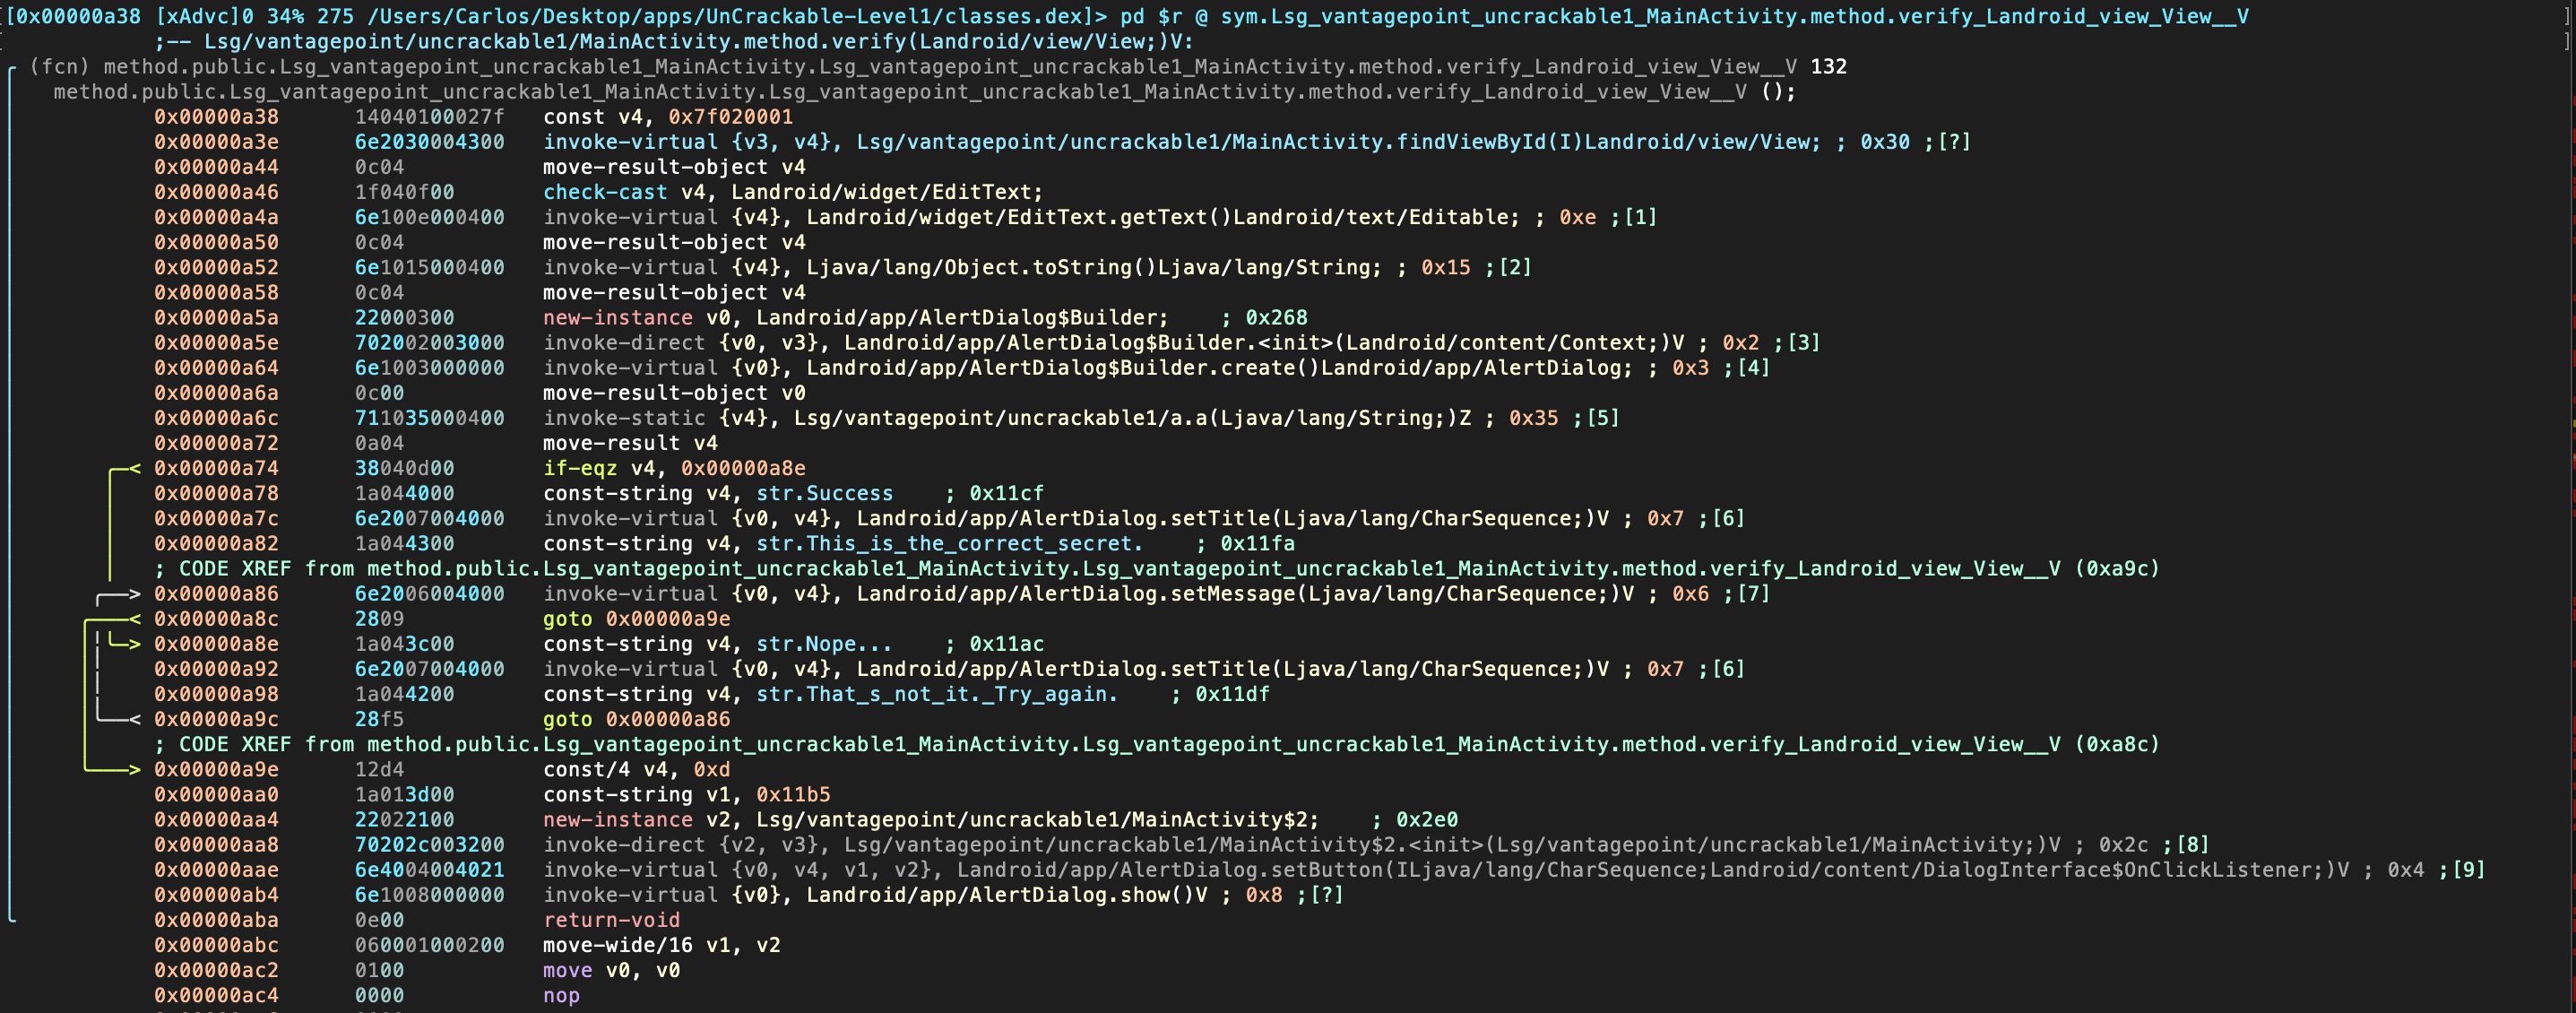 [0x00000a38 [xAdvc]0 34% 275 /Users/Carlos/Desktop/apps/UnCrackable-Level1/classes.dex]> pd $r @ sym.Lsg_vantagepoint_uncrackable1_MainActivity.method.verify_Landroid_view_View__V
;-- Lsg/vantagepoint/uncrackable1/MainActivity.method.verify(Landroid/view/View;)V:
(fcn) method.public.Lsg_vantagepoint_uncrackable1_MainActivity.Lsg_vantagepoint_uncrackable1_MainActivity.method.verify_Landroid_view_View__V 132
method.public.Lsg_vantagepoint_uncrackable1_MainActivity.Lsg_vantagepoint_uncrackable1_MainActivity.method.verify_Landroid_view_View__V ();
0x00000a38 14040100027f const v4, 0x7f020001
0x00000a3e 6e2030004300 invoke-virtual {v3, v4}, Lsg/vantagepoint/uncrackable1/MainActivity.findViewById(I)Landroid/view/View; ; 0x30 ;[?]
0x00000a44 0c04 move-result-object v4
0x00000a46 1f040f00 check-cast v4, Landroid/widget/EditText;
0x00000a4a 6e100e000400 invoke-virtual {v4}, Landroid/widget/EditText.getText()Landroid/text/Editable; ; 0xe ;[1]
0x00000a50 0c04 move-result-object v4
0x00000a52 6e1015000400 invoke-virtual {v4}, Ljava/lang/Object.toString()Ljava/lang/String; ; 0x15 ;[2]
0x00000a58 0c04 move-result-object v4
0x00000a5a 22000300 new-instance v0, Landroid/app/AlertDialog$Builder; ; 0x268
0x00000a5e 702002003000 invoke-direct {v0, v3}, Landroid/app/AlertDialog$Builder.<init>(Landroid/content/Context;)V ; 0x2 ;[3]
0x00000a64 6e1003000000 invoke-virtual {v0}, Landroid/app/AlertDialog$Builder.create()Landroid/app/AlertDialog; ; 0x3 ;[4]
0x00000a6a 0c00 move-result-object v0
0x00000a6c 711035000400 invoke-static {v4}, Lsg/vantagepoint/uncrackable1/a.a(Ljava/lang/String;)Z ; 0x35 ;[5]
0x00000a72 0a04 move-result v4
0x00000a74 38040d00 if-eqz v4, 0x00000a8e
0x00000a78 1a044000 const-string v4, str.Success ; 0x11cf
0x00000a7c 6e2007004000 invoke-virtual {v0, v4}, Landroid/app/AlertDialog.setTitle(Ljava/lang/CharSequence;)V ; 0x7 ;[6]
0x00000a82 1a044300 const-string v4, str.This_is_the_correct_secret. ; 0x11fa
; CODE XREF from method.public.Lsg_vantagepoint_uncrackable1_MainActivity.Lsg_vantagepoint_uncrackable1_MainActivity.method.verify_Landroid_view_View__V (0xa9c)
0x00000a86 6e2006004000 invoke-virtual {v0, v4}, Landroid/app/AlertDialog.setMessage(Ljava/lang/CharSequence;)V ; 0x6 ;[7]
0x00000a8c 2809 goto 0x00000a9e
0x00000a8e 1a043c00 const-string v4, str.Nope... ; 0x11ac
0x00000a92 6e2007004000 invoke-virtual {v0, v4}, Landroid/app/AlertDialog.setTitle(Ljava/lang/CharSequence;)V ; 0x7 ;[6]
0x00000a98 1a044200 const-string v4, str.That_s_not_it._Try_again. ; 0x11df
0x00000a9c 28f5 goto 0x00000a86
; CODE XREF from method.public.Lsg_vantagepoint_uncrackable1_MainActivity.Lsg_vantagepoint_uncrackable1_MainActivity.method.verify_Landroid_view_View__V (0xa8c)
0x00000a9e 12d4 const/4 v4, 0xd
0x00000aa0 1a013d00 const-string v1, 0x11b5
0x00000aa4 22022100 new-instance v2, Lsg/vantagepoint/uncrackable1/MainActivity$2; ; 0x2e0
0x00000aa8 70202c003200 invoke-direct {v2, v3}, Lsg/vantagepoint/uncrackable1/MainActivity$2.<init>(Lsg/vantagepoint/uncrackable1/MainActivity;)V ; 0x2c ;[8]
0x00000aae 6e4004004021 invoke-virtual {v0, v4, v1, v2}, Landroid/app/AlertDialog.setButton(ILjava/lang/CharSequence;Landroid/content/DialogInterface$OnClickListener;)V ; 0x4 ;[9]
0x00000ab4 6e1008000000 invoke-virtual {v0}, Landroid/app/AlertDialog.show()V ; 0x8 ;[?]
0x00000aba 0e00 return-void
0x00000abc 060001000200 move-wide/16 v1, v2
0x00000ac2 0100 move v0, v0
0x00000ac4 0000 nop